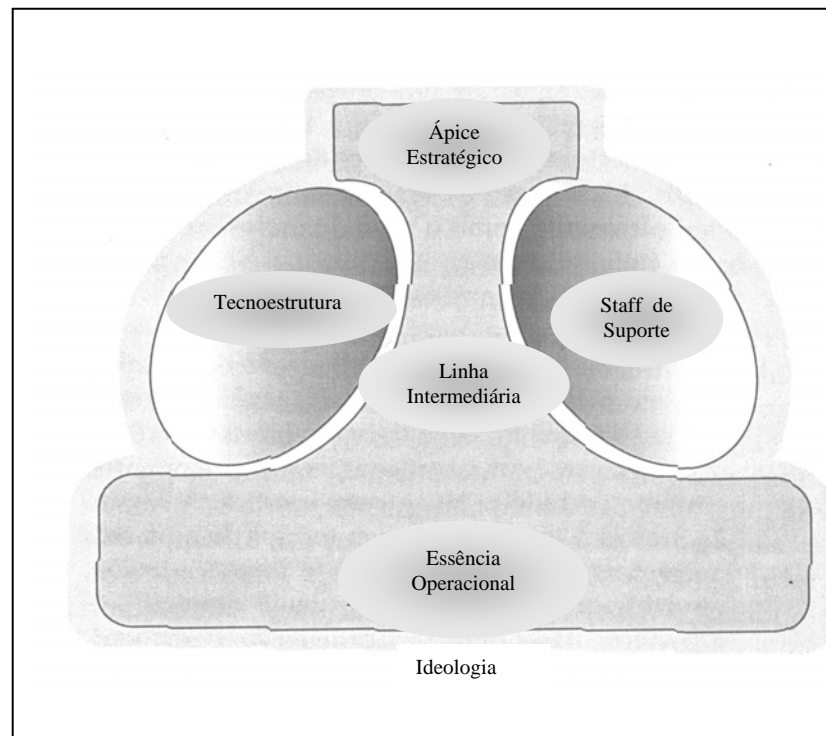 Ápice
Estratégico
Tecnoestrutura
Staff de
Suporte
Linha
Intermediária
Essência
Operacional
Ideologia